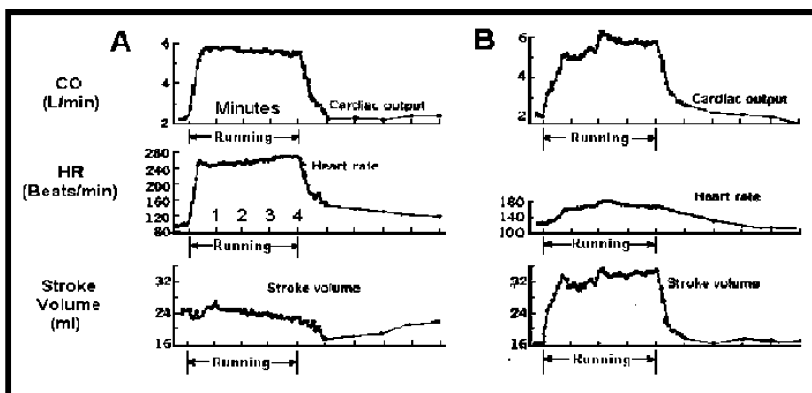 A
B
CO
(L/min)
4
2
Minutes
Cardiac output
Running
6
4
2
Cardiac output
Running
HR
(Beats/min)
280
240
200
160
120
80
Heart rate
1 2 3 4
Running
180
140
100
Heart rate
Running
Stroke
Volume
(ml)
32
24
16
Stroke volume
Running
32
24
16
Stroke volume
Running